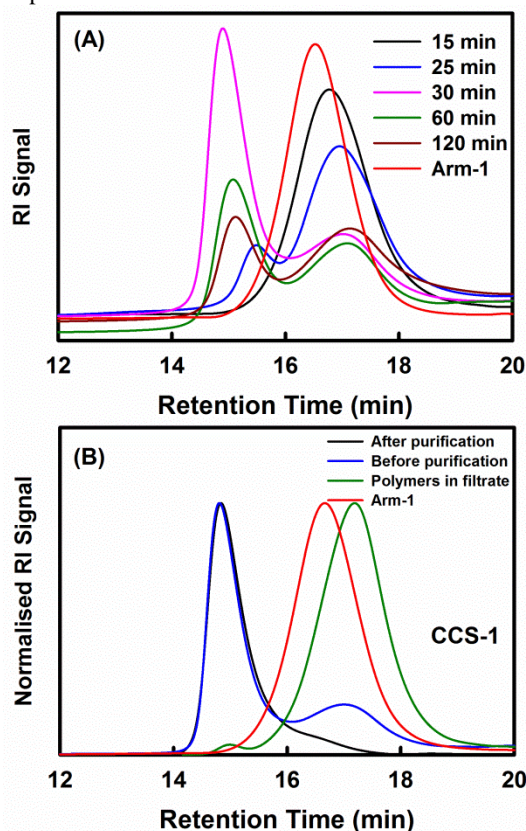 (A)
15 min
25 min
30 min
60 min
120 min
Arm-1
RI Signal
12 14 16 18 20
Retention Time (min)
(B)
After purification
Before purification
Polymers in filtrate
Arm-1
CCS-1
Normalised RI Signal
12 14 16 18 20
Retention Time (min)